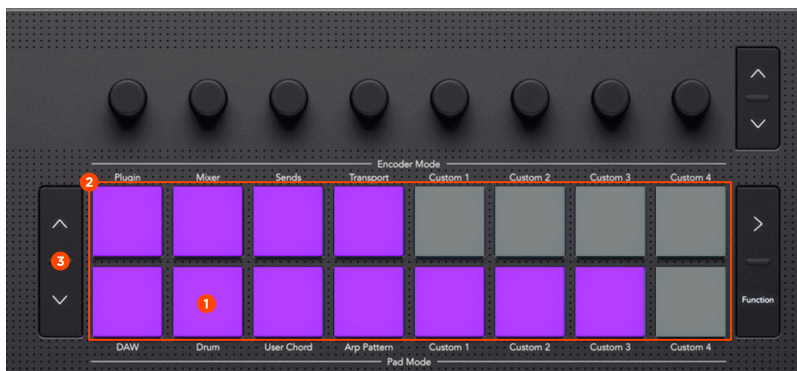 Encoder Mode
2
Plugin Mixer Sends Transport Custom 1 Custom 2 Custom 3 Custom 4
3
1
Function
DAW Drum User Chord Arp Pattern Custom 1 Custom 2 Custom 3 Custom 4
Pad Mode